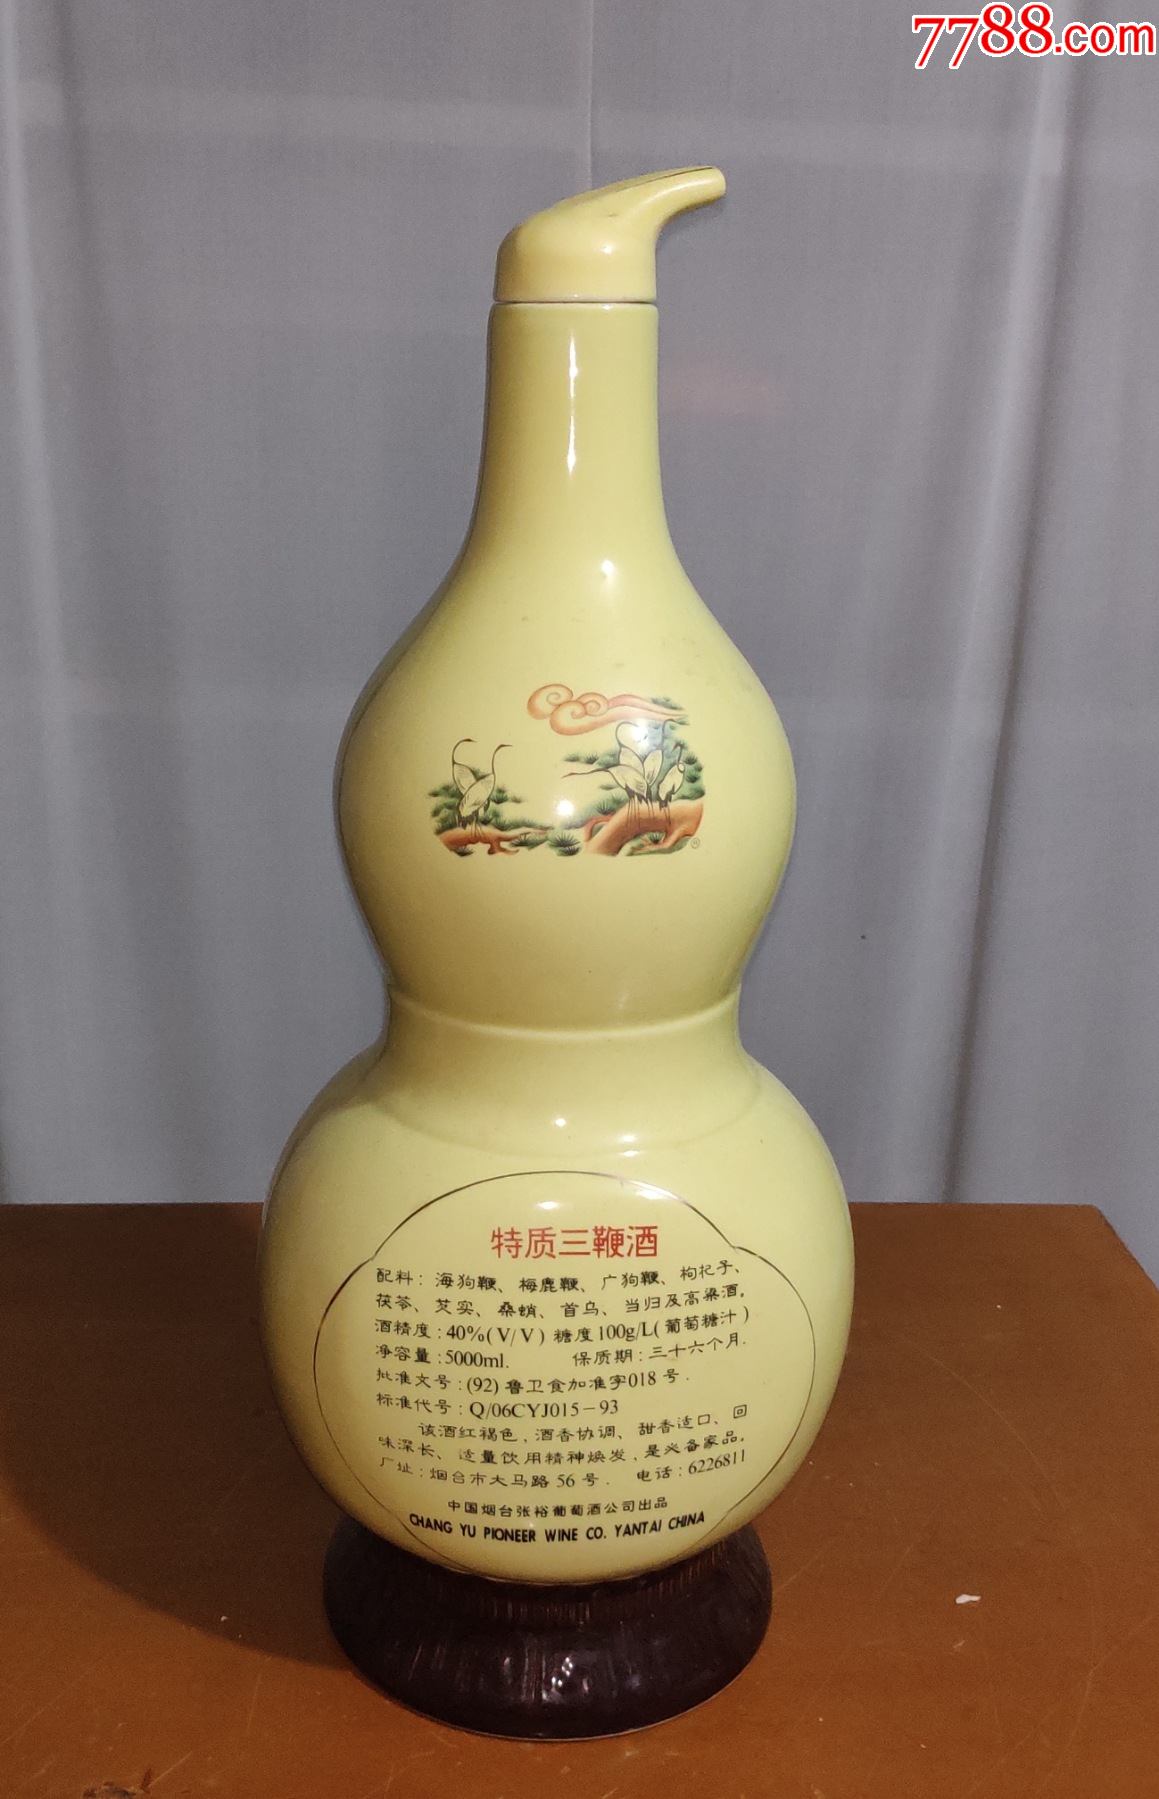 7788.com
®
特质三鞭酒
配料：海狗鞭、梅鹿鞭、广狗鞭、枸杞子、
茯苓、芡实、桑蛸、首乌、当归及高粱酒。
酒精度：40%(V/V) 糖度100g/L(葡萄糖汁)
净容量：5000ml. 保质期：三十六个月.
批准文号：(92)鲁卫食加准字018号.
标准代号：Q/06CYJ015-93
该酒红褐色，酒香协调、甜香适口、回
味深长、适量饮用精神焕发，是必备家品。
厂址：烟台市大马路56号. 电话：6226811
中国烟台张裕葡萄酒公司出品
CHANG YU PIONEER WINE CO. YANTAI CHINA